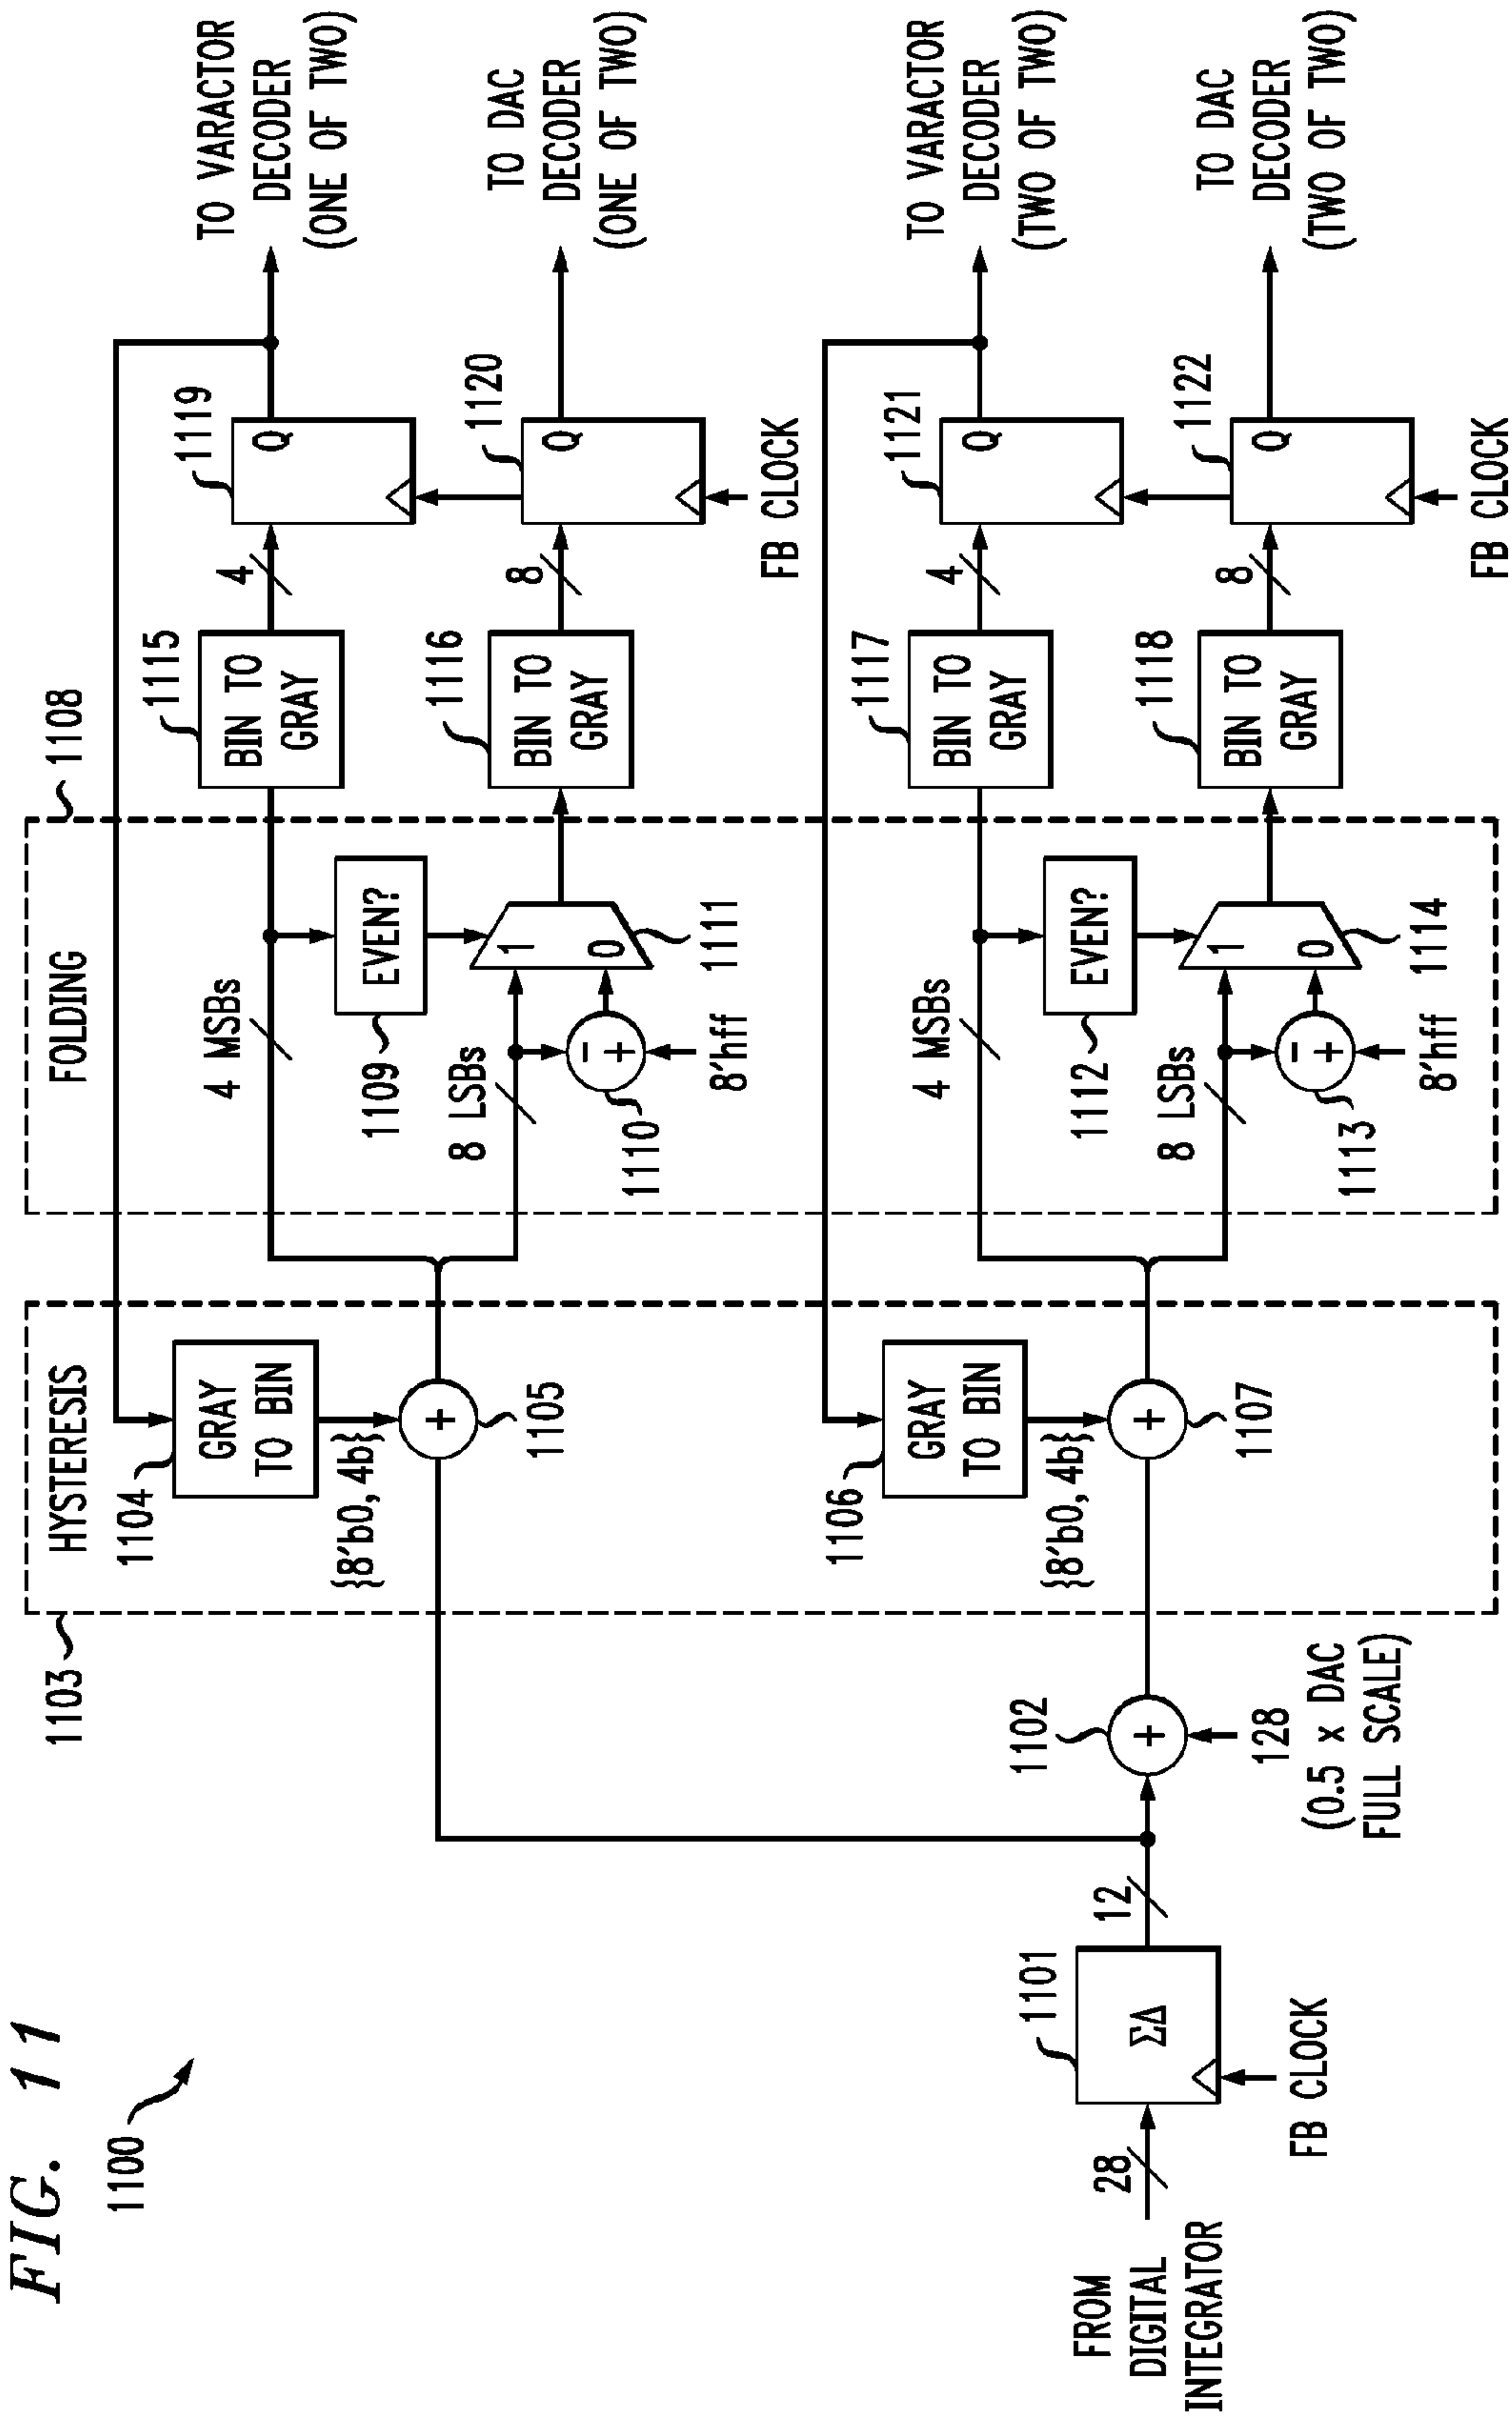 FIG. 11
1100
FROM
DIGITAL
INTEGRATOR
28
1101
ΣΔ
FB CLOCK
12
1102
+
128
(0.5 x DAC
FULL SCALE)
1103
HYSTERESIS
1104
GRAY
TO BIN
{8'b0, 4b}
+
1105
1106
GRAY
TO BIN
{8'b0, 4b}
+
1107
1108
FOLDING
4 MSBs
1109
EVEN?
8 LSBs
1110
- +
8'hff
1
0
1111
4 MSBs
1112
EVEN?
8 LSBs
1113
- +
8'hff
1
0
1114
1115
BIN TO
GRAY
4
1116
BIN TO
GRAY
8
1117
BIN TO
GRAY
4
1118
BIN TO
GRAY
8
1119
Q
1120
Q
FB CLOCK
1121
Q
1122
Q
FB CLOCK
TO VARACTOR
DECODER
(ONE OF TWO)
TO DAC
DECODER
(ONE OF TWO)
TO VARACTOR
DECODER
(TWO OF TWO)
TO DAC
DECODER
(TWO OF TWO)